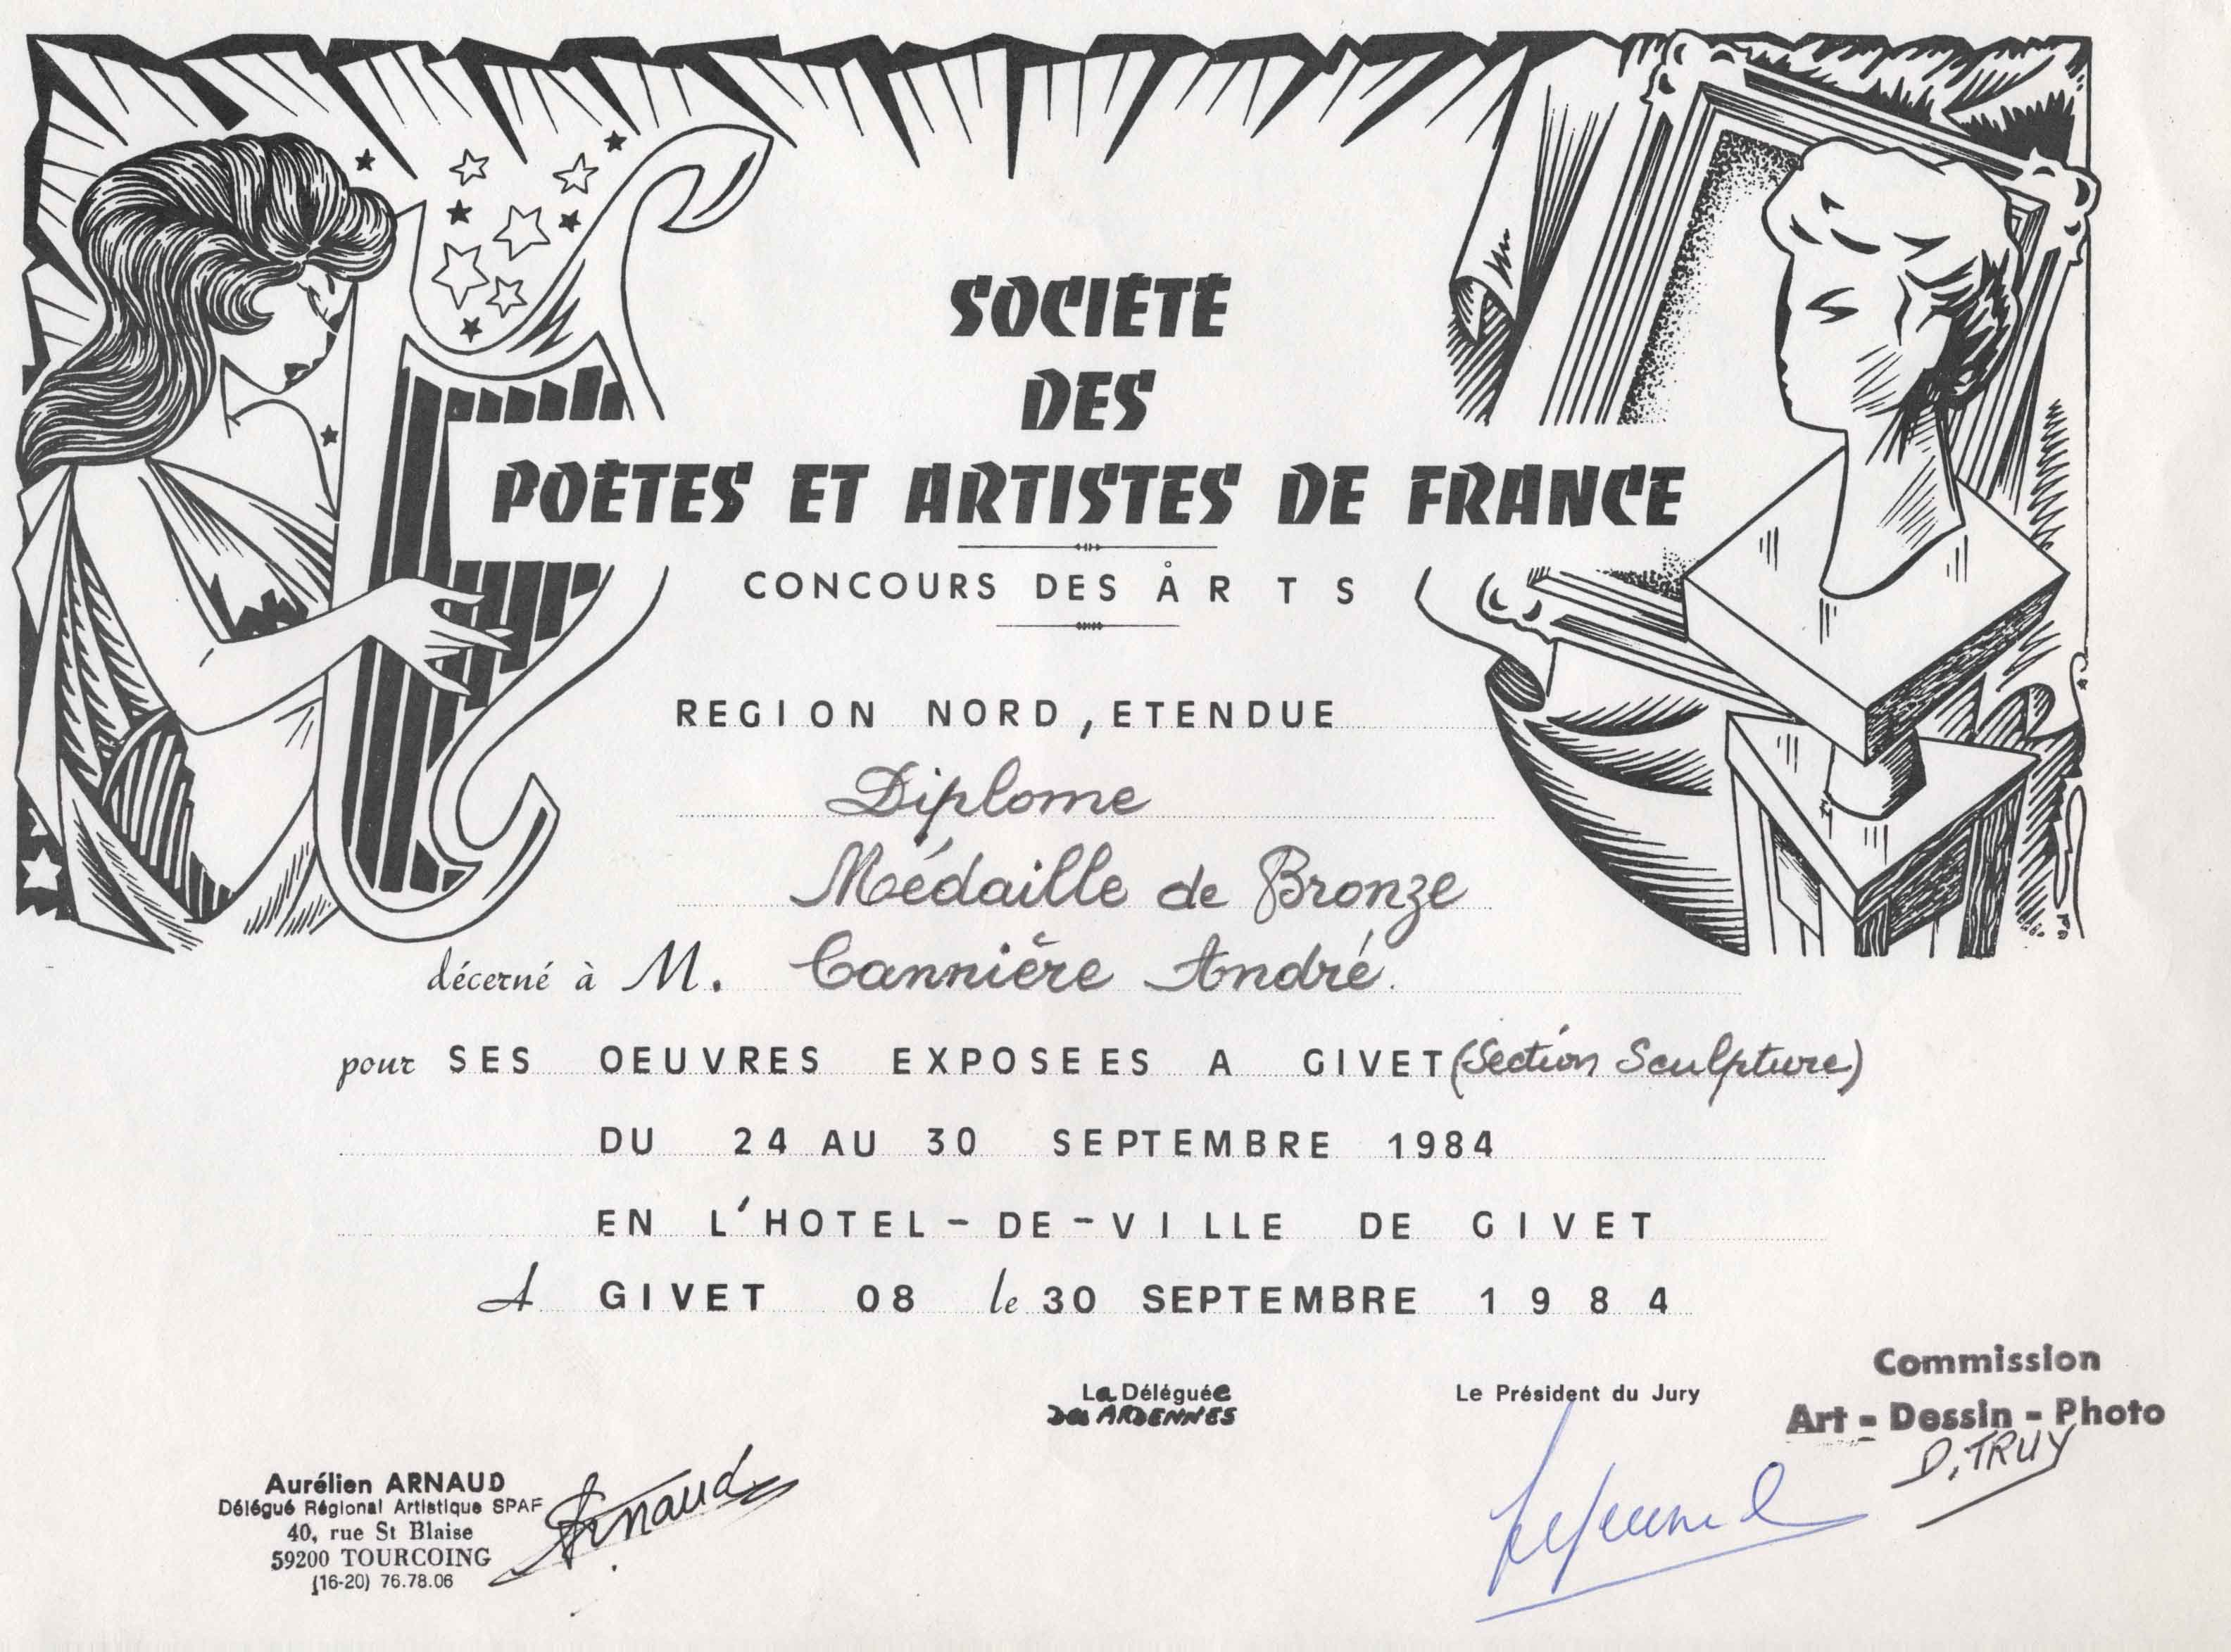 SOCIÉTÉ
DES
POÈTES ET ARTISTES DE FRANCE
CONCOURS DES ARTS
REGION NORD, ETENDUE
Diplome
Médaille de Bronze
décerné à M. Cannière André.
pour SES OEUVRES EXPOSEES A GIVET (Section Sculpture)
DU 24 AU 30 SEPTEMBRE 1984
EN L'HOTEL-DE-VILLE DE GIVET
A GIVET 08 le 30 SEPTEMBRE 1984
La Déléguée
des ARDENNES
Le Président du Jury
Commission
Art - Dessin - Photo
D. TRUY
Aurélien ARNAUD
Délégué Régional Artistique SPAF
40, rue St Blaise
59200 TOURCOING
(16-20) 76.78.06
Arnaud